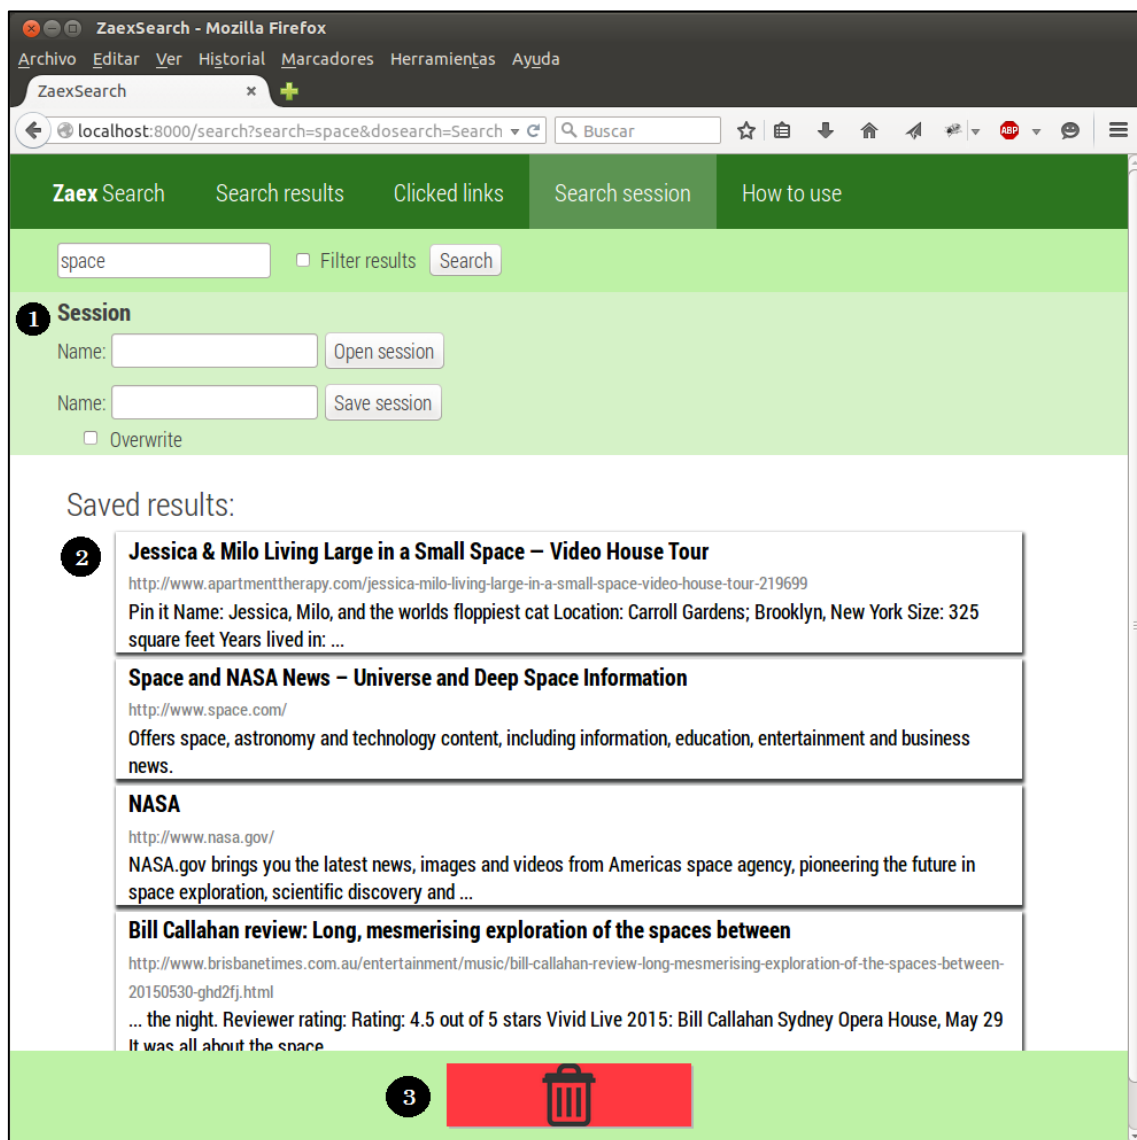 ZaexSearch - Mozilla Firefox
Archivo Editar Ver Historial Marcadores Herramientas Ayuda
ZaexSearch
localhost:8000/search?search=space&dosearch=Search Buscar ABP
Zaex Search Search results Clicked links Search session How to use
space Filter results Search
1 Session
Name: Open session
Name: Save session
Overwrite
Saved results:
2 Jessica & Milo Living Large in a Small Space – Video House Tour
http://www.apartmenttherapy.com/jessica-milo-living-large-in-a-small-space-video-house-tour-219699
Pin it Name: Jessica, Milo, and the worlds floppiest cat Location: Carroll Gardens; Brooklyn, New York Size: 325
square feet Years lived in: ...
Space and NASA News – Universe and Deep Space Information
http://www.space.com/
Offers space, astronomy and technology content, including information, education, entertainment and business
news.
NASA
http://www.nasa.gov/
NASA.gov brings you the latest news, images and videos from Americas space agency, pioneering the future in
space exploration, scientific discovery and ...
Bill Callahan review: Long, mesmerising exploration of the spaces between
http://www.brisbanetimes.com.au/entertainment/music/bill-callahan-review-long-mesmerising-exploration-of-the-spaces-between-
20150530-ghd2fj.html
... the night. Reviewer rating: Rating: 4.5 out of 5 stars Vivid Live 2015: Bill Callahan Sydney Opera House, May 29
It was all about the space
3